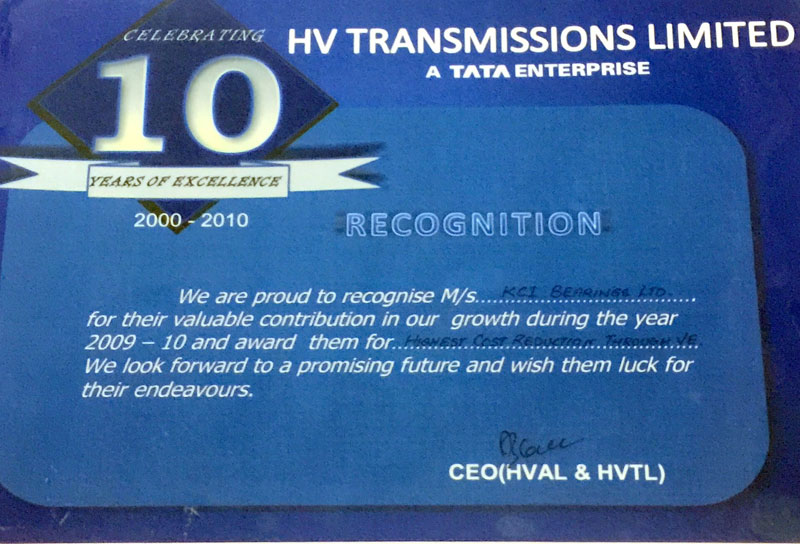 CELEBRATING
10
YEARS OF EXCELLENCE
2000 - 2010
HV TRANSMISSIONS LIMITED
A TATA ENTERPRISE
RECOGNITION
We are proud to recognise M/s....KCI BEARINGS LTD.....
for their valuable contribution in our growth during the year
2009 – 10 and award them for..HIGHEST COST REDUCTION THROUGH VE.
We look forward to a promising future and wish them luck for
their endeavours.
CEO(HVAL & HVTL)